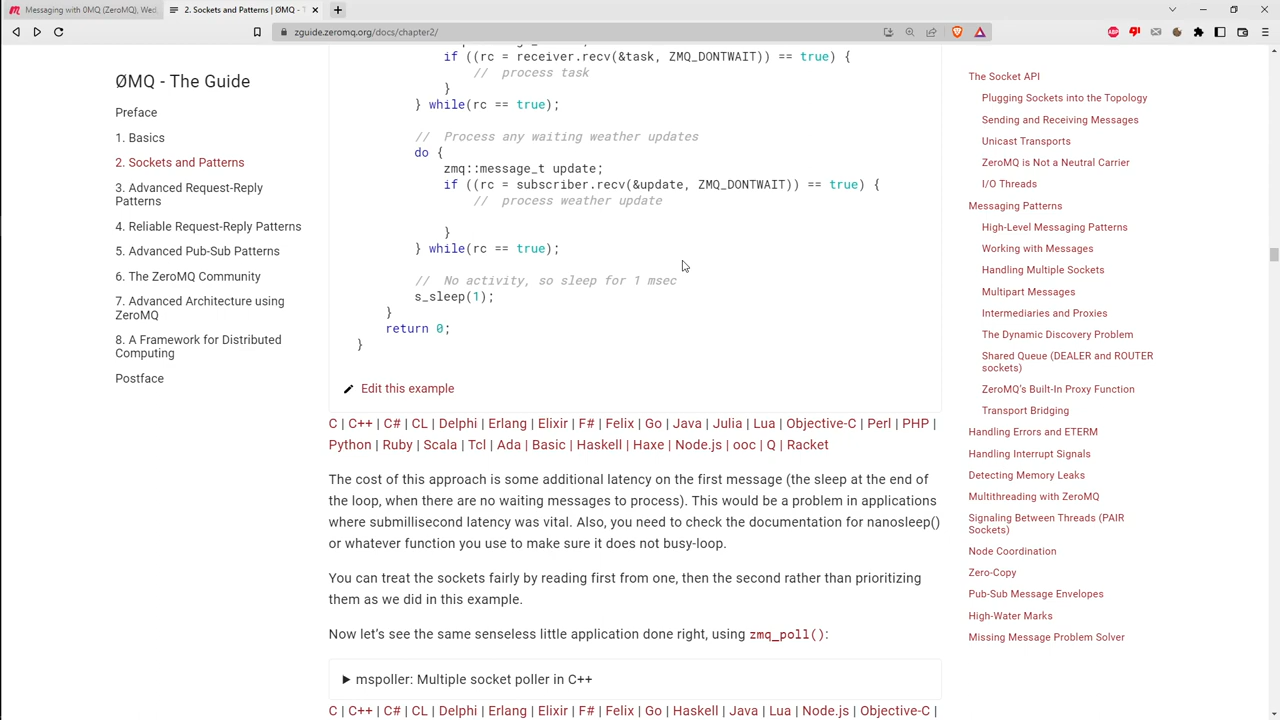 Messaging with 0MQ (ZeroMQ), Wed,
2. Sockets and Patterns | ØMQ -
zguide.zeromq.org/docs/chapter2/
ØMQ - The Guide
Preface
1. Basics
2. Sockets and Patterns
3. Advanced Request-Reply
Patterns
4. Reliable Request-Reply Patterns
5. Advanced Pub-Sub Patterns
6. The ZeroMQ Community
7. Advanced Architecture using
ZeroMQ
8. A Framework for Distributed
Computing
Postface
if ((rc = receiver.recv(&task, ZMQ_DONTWAIT)) == true) {
// process task
}
} while(rc == true);
// Process any waiting weather updates
do {
zmq::message_t update;
if ((rc = subscriber.recv(&update, ZMQ_DONTWAIT)) == true) {
// process weather update
}
} while(rc == true);
// No activity, so sleep for 1 msec
s_sleep(1);
}
return 0;
}
Edit this example
C | C++ | C# | CL | Delphi | Erlang | Elixir | F# | Felix | Go | Java | Julia | Lua | Objective-C | Perl | PHP |
Python | Ruby | Scala | Tcl | Ada | Basic | Haskell | Haxe | Node.js | ooc | Q | Racket
The cost of this approach is some additional latency on the first message (the sleep at the end of
the loop, when there are no waiting messages to process). This would be a problem in applications
where submillisecond latency was vital. Also, you need to check the documentation for nanosleep()
or whatever function you use to make sure it does not busy-loop.
You can treat the sockets fairly by reading first from one, then the second rather than prioritizing
them as we did in this example.
Now let's see the same senseless little application done right, using zmq_poll():
▶ mspoller: Multiple socket poller in C++
C | C++ | C# | CL | Delphi | Erlang | Elixir | F# | Felix | Go | Haskell | Java | Lua | Node.js | Objective-C |
The Socket API
Plugging Sockets into the Topology
Sending and Receiving Messages
Unicast Transports
ZeroMQ is Not a Neutral Carrier
I/O Threads
Messaging Patterns
High-Level Messaging Patterns
Working with Messages
Handling Multiple Sockets
Multipart Messages
Intermediaries and Proxies
The Dynamic Discovery Problem
Shared Queue (DEALER and ROUTER
sockets)
ZeroMQ's Built-In Proxy Function
Transport Bridging
Handling Errors and ETERM
Handling Interrupt Signals
Detecting Memory Leaks
Multithreading with ZeroMQ
Signaling Between Threads (PAIR
Sockets)
Node Coordination
Zero-Copy
Pub-Sub Message Envelopes
High-Water Marks
Missing Message Problem Solver